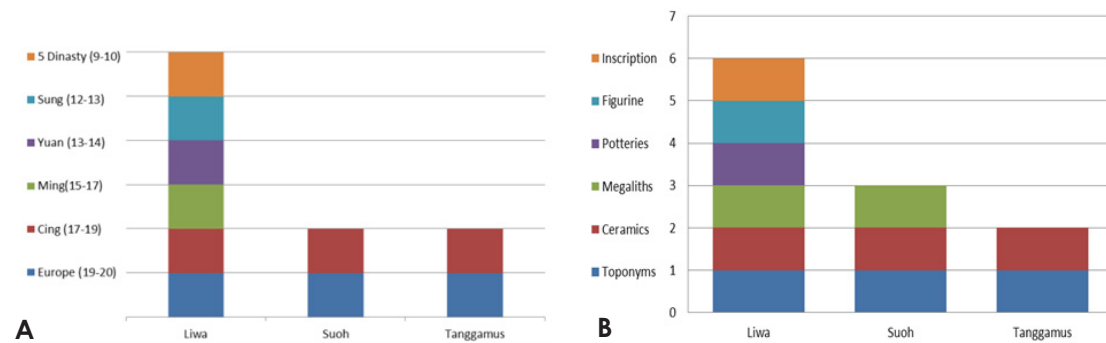 5 Dinasty (9-10)
Sung (12-13)
Yuan (13-14)
Ming(15-17)
Cing (17-19)
Europe (19-20)
Liwa
Suoh
Tanggamus
A
7
6
5
4
3
2
1
0
Inscription
Figurine
Potteries
Megaliths
Ceramics
Toponyms
Liwa
Suoh
Tanggamus
B